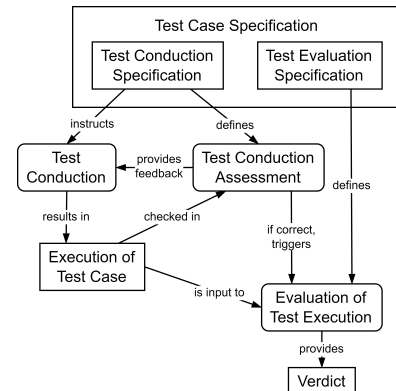 Test Case Specification
Test Conduction
Specification
Test Evaluation
Specification
instructs
defines
Test
Conduction
provides
feedback
Test Conduction
Assessment
defines
results in
checked in
if correct,
triggers
Execution of
Test Case
is input to
Evaluation of
Test Execution
provides
Verdict